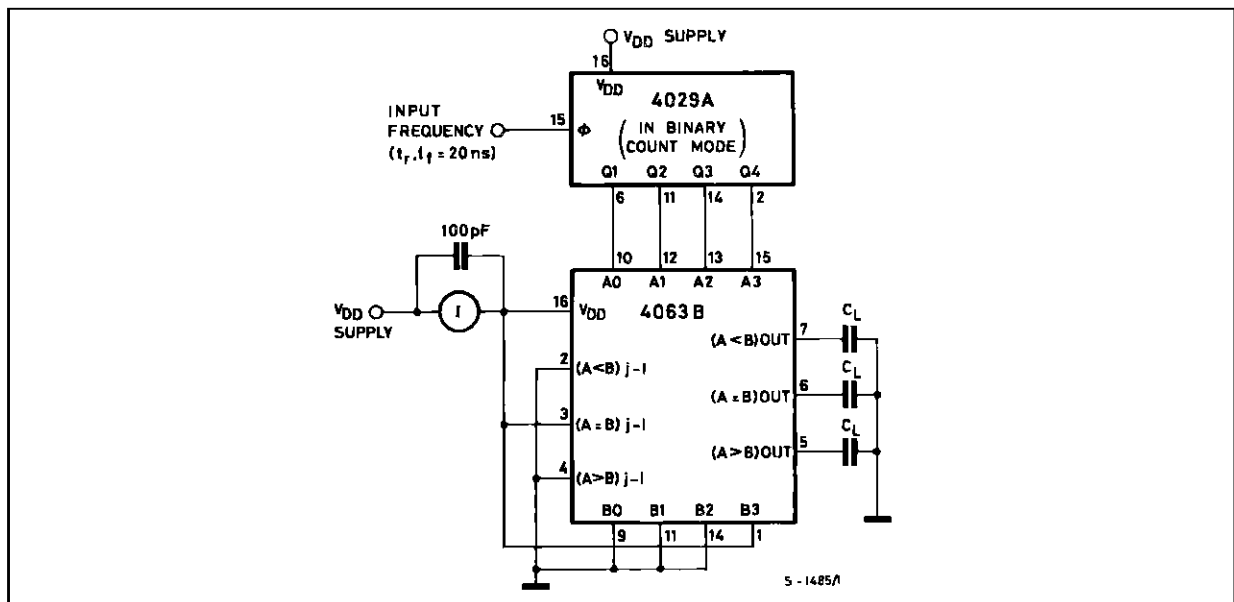 VDD SUPPLY
16
VDD
4029A
INPUT
FREQUENCY
(tr,tf = 20ns)
15
Φ
(IN BINARY
COUNT MODE)
Q1 Q2 Q3 Q4
6 11 14 2
100pF
10 12 13 15
A0 A1 A2 A3
VDD
SUPPLY
I
16
VDD
4063B
(A<B)OUT
7
CL
2
(A<B)j-1
(A=B)OUT
6
CL
3
(A=B)j-1
(A>B)OUT
5
CL
4
(A>B)j-1
B0 B1 B2 B3
9 11 14 1
S-1485/1